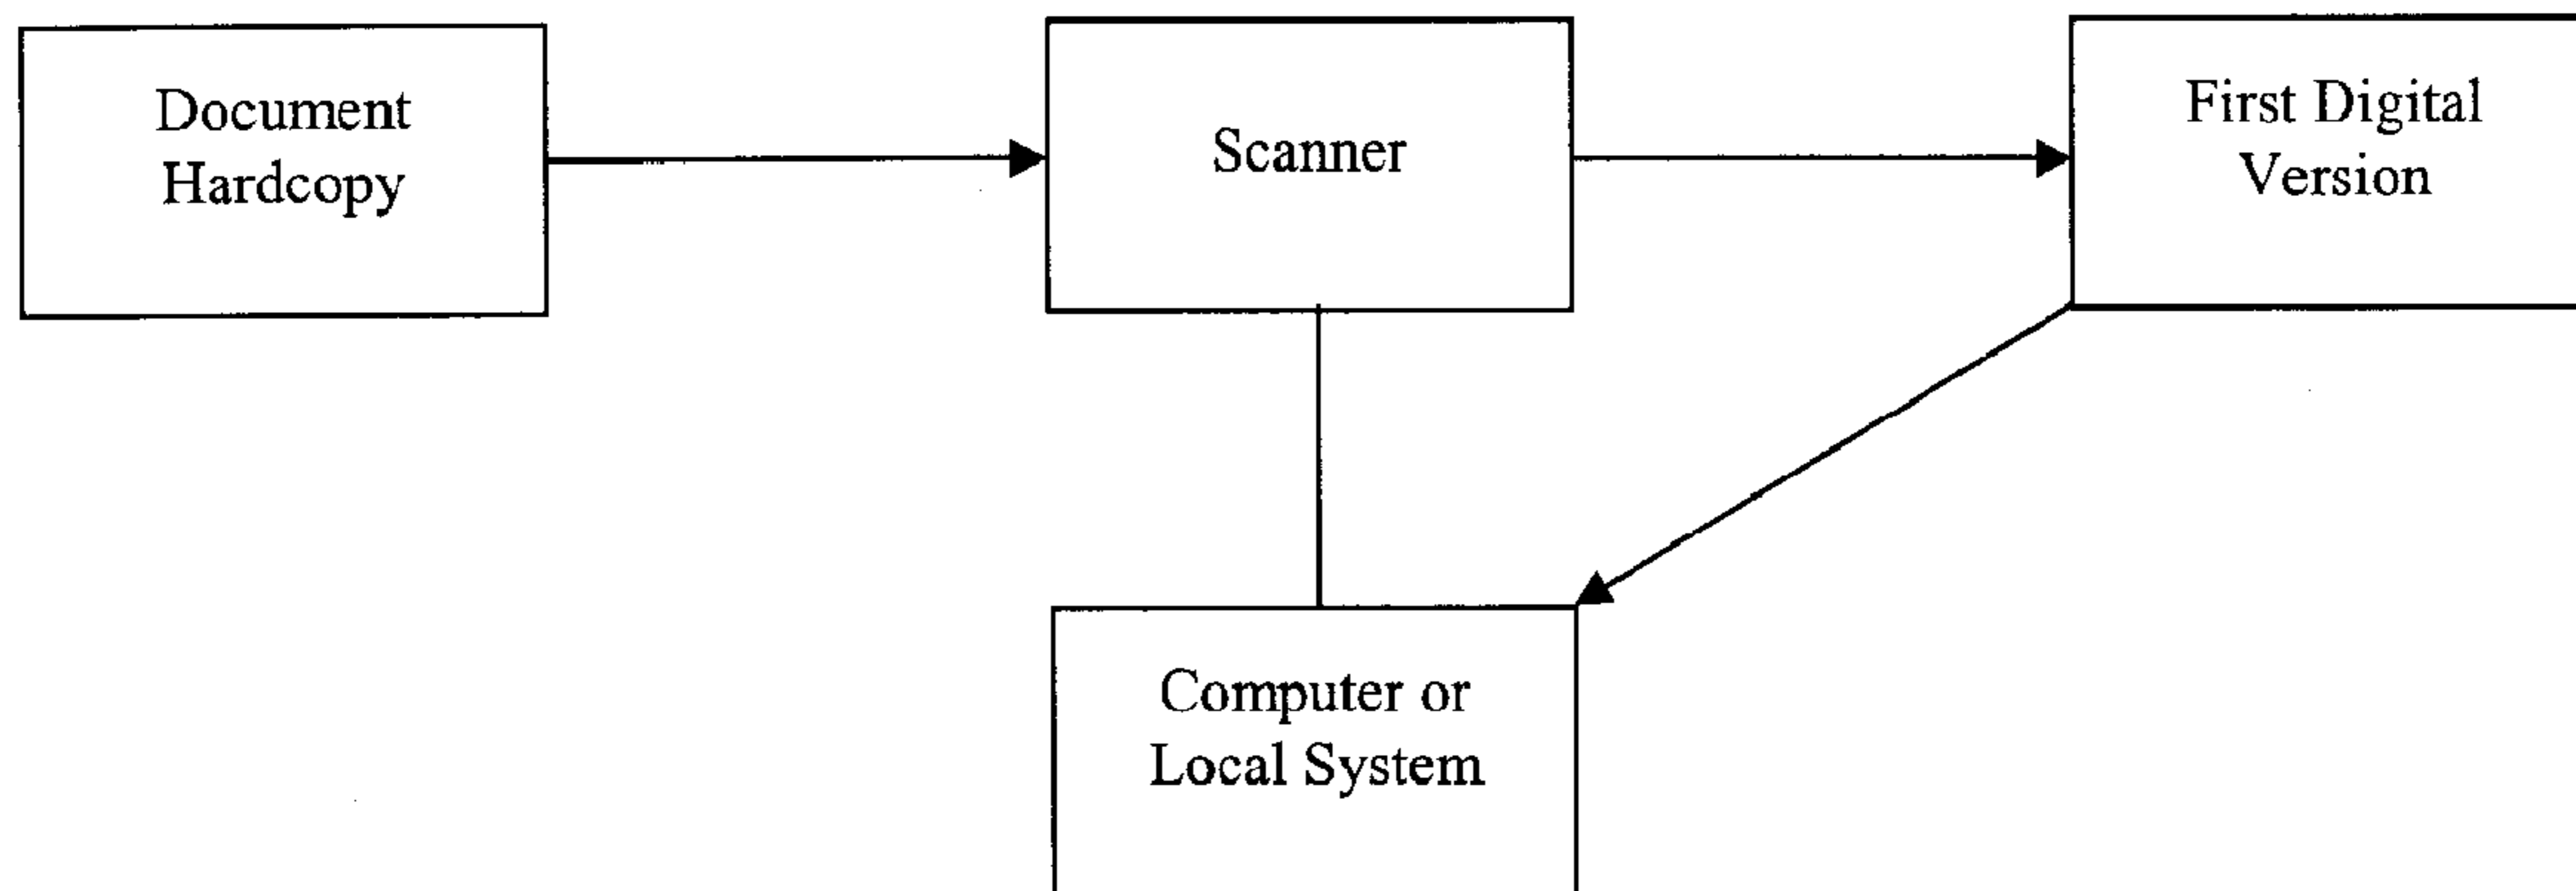 Document
Hardcopy
Scanner
First Digital
Version
Computer or
Local System